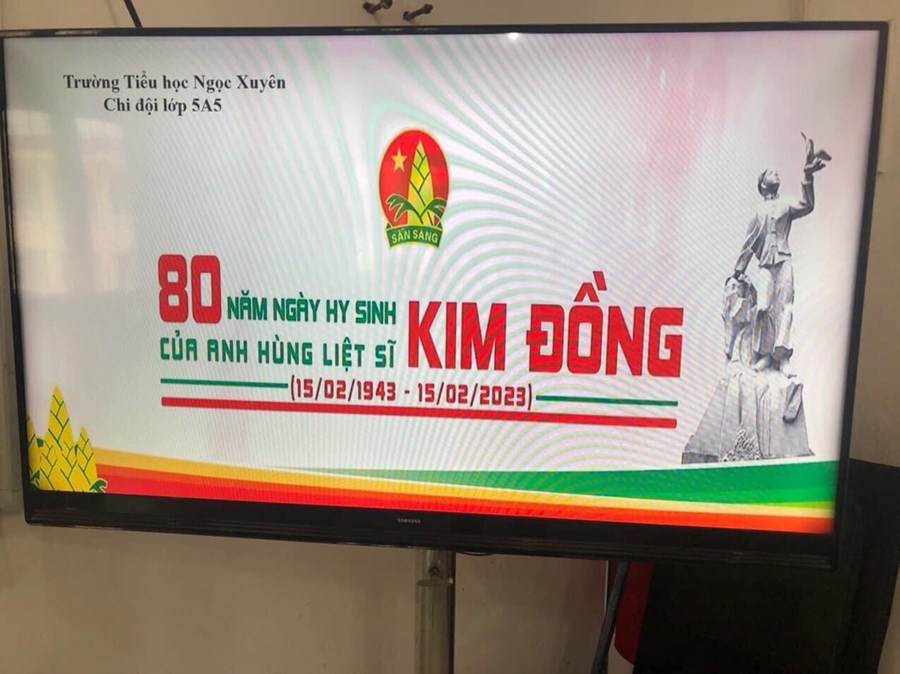 Trường Tiểu học Ngọc Xuyên
Chi đội lớp 5A5
SẴN SÀNG
80 NĂM NGÀY HY SINH
CỦA ANH HÙNG LIỆT SĨ KIM ĐỒNG
(15/02/1943 - 15/02/2023)
SAMSUNG